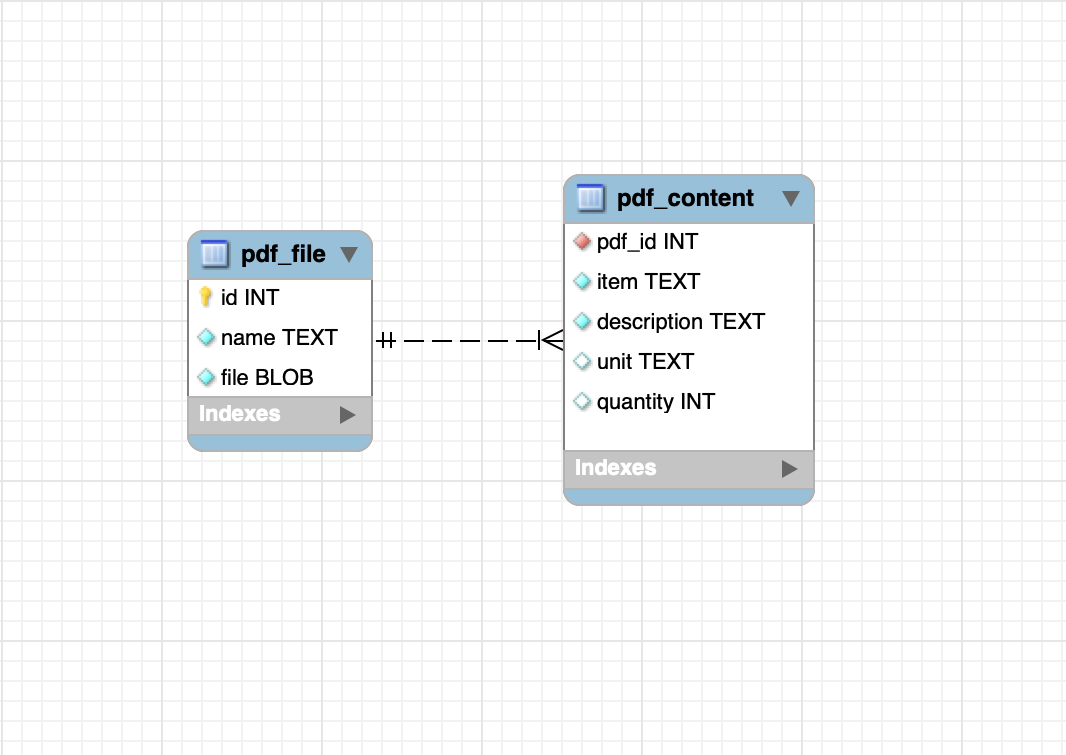 pdf_file
id INT
name TEXT
file BLOB
Indexes
pdf_content
pdf_id INT
item TEXT
description TEXT
unit TEXT
quantity INT
Indexes